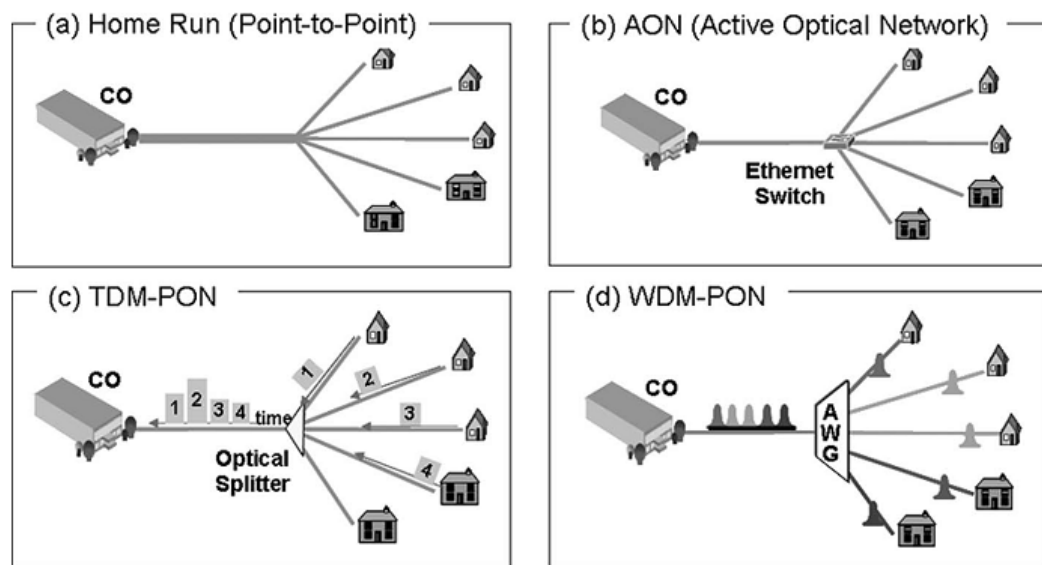 (a) Home Run (Point-to-Point)
CO
(b) AON (Active Optical Network)
CO
Ethernet
Switch
(c) TDM-PON
CO
1 2 3 4 time
1
2
3
4
Optical
Splitter
(d) WDM-PON
CO
A
W
G